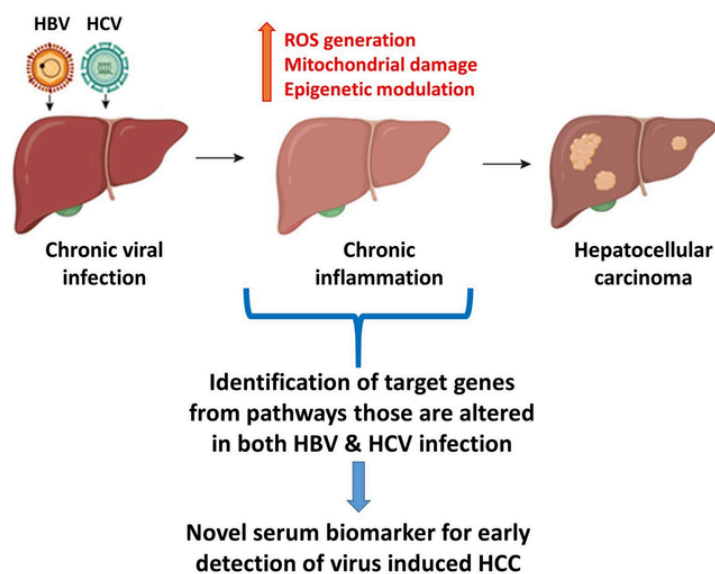 HBV HCV
ROS generation
Mitochondrial damage
Epigenetic modulation
Chronic viral
infection
Chronic
inflammation
Hepatocellular
carcinoma
Identification of target genes
from pathways those are altered
in both HBV & HCV infection
Novel serum biomarker for early
detection of virus induced HCC